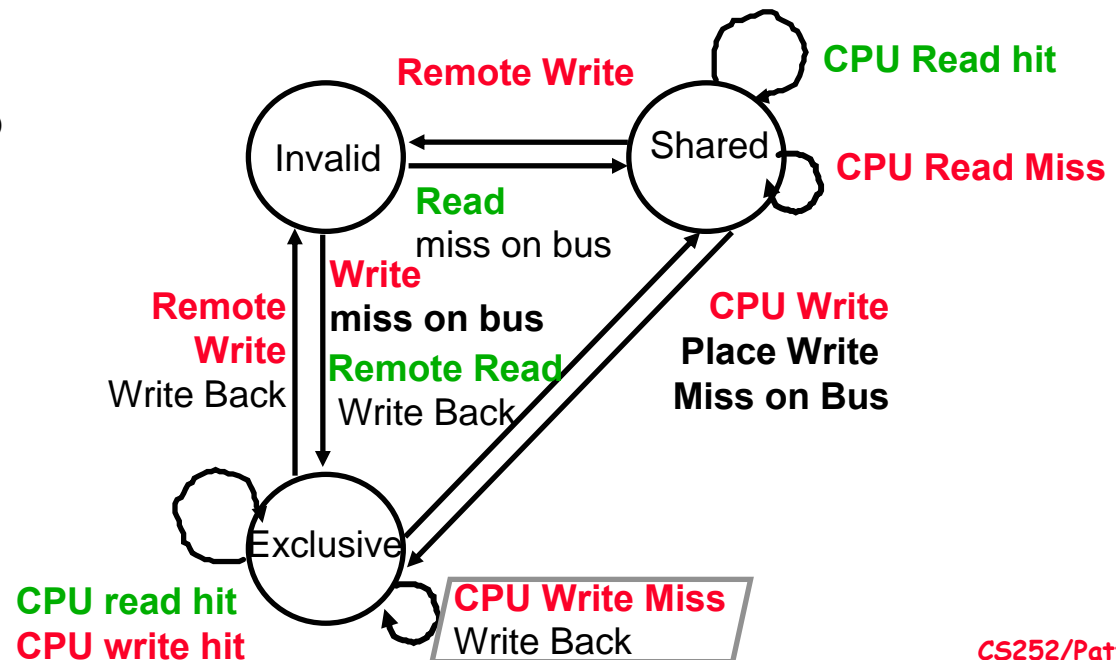 Remote Write
CPU Read hit
Invalid
Shared
CPU Read Miss
Read
miss on bus
Write
miss on bus
Remote
Write
Write Back
Remote Read
Write Back
CPU Write
Place Write
Miss on Bus
Exclusive
CPU read hit
CPU write hit
CPU Write Miss
Write Back
CS252/Pat